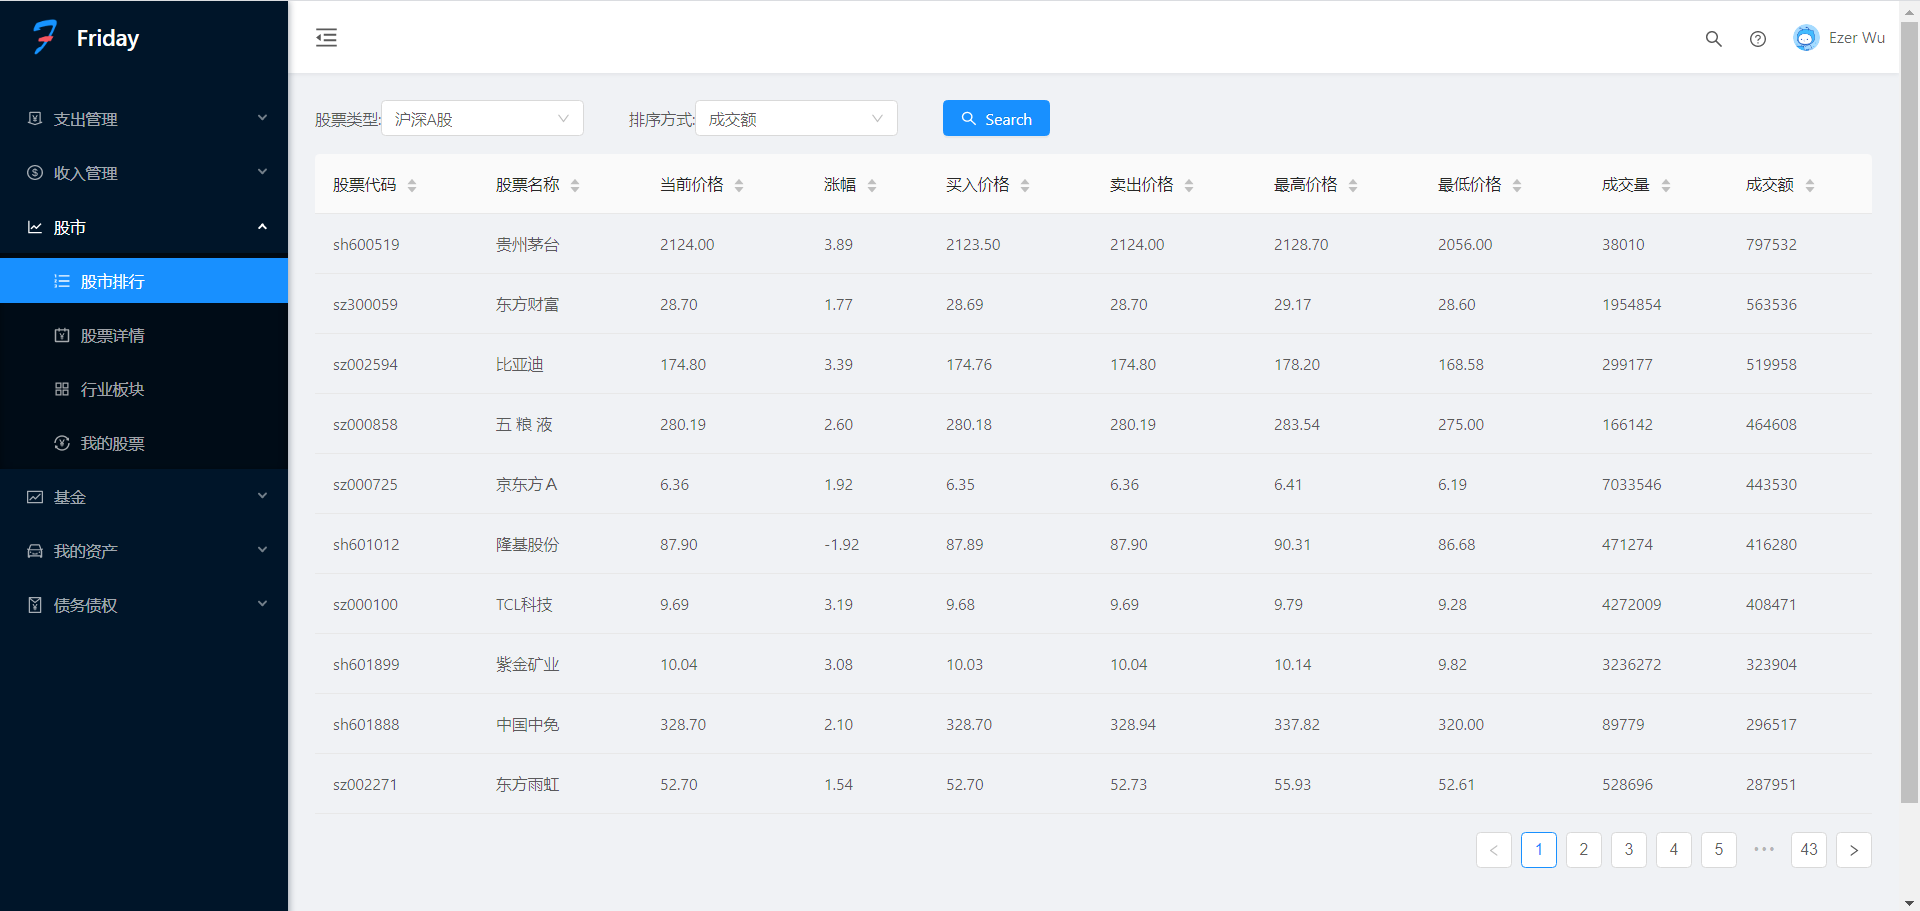 Friday
Ezer Wu
支出管理
收入管理
股市
股市排行
股票详情
行业板块
我的股票
基金
我的资产
债务债权
股票类型: 沪深A股 排序方式: 成交额 Search
股票代码 股票名称 当前价格 涨幅 买入价格 卖出价格 最高价格 最低价格 成交量 成交额
sh600519 贵州茅台 2124.00 3.89 2123.50 2124.00 2128.70 2056.00 38010 797532
sz300059 东方财富 28.70 1.77 28.69 28.70 29.17 28.60 1954854 563536
sz002594 比亚迪 174.80 3.39 174.76 174.80 178.20 168.58 299177 519958
sz000858 五 粮 液 280.19 2.60 280.18 280.19 283.54 275.00 166142 464608
sz000725 京东方Ａ 6.36 1.92 6.35 6.36 6.41 6.19 7033546 443530
sh601012 隆基股份 87.90 -1.92 87.89 87.90 90.31 86.68 471274 416280
sz000100 TCL科技 9.69 3.19 9.68 9.69 9.79 9.28 4272009 408471
sh601899 紫金矿业 10.04 3.08 10.03 10.04 10.14 9.82 3236272 323904
sh601888 中国中免 328.70 2.10 328.70 328.94 337.82 320.00 89779 296517
sz002271 东方雨虹 52.70 1.54 52.70 52.73 55.93 52.61 528696 287951
< 1 2 3 4 5 ••• 43 >